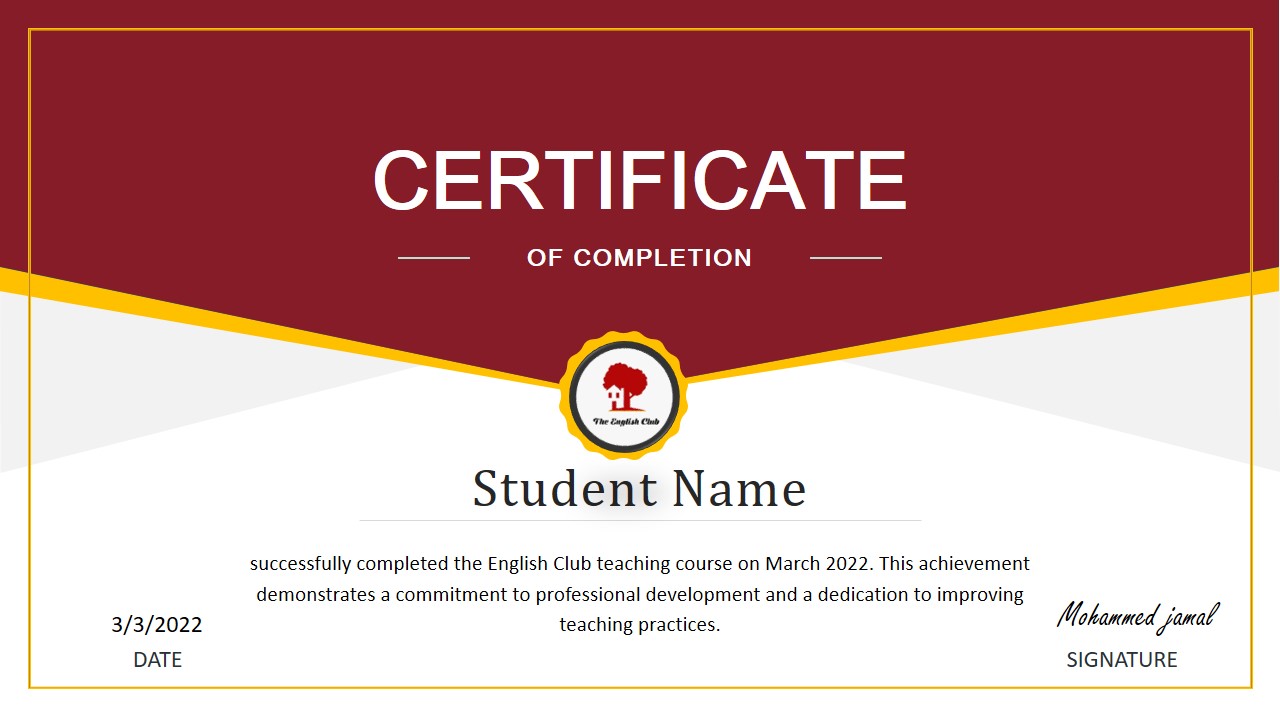 CERTIFICATE
OF COMPLETION
The English Club
Student Name
successfully completed the English Club teaching course on March 2022. This achievement
demonstrates a commitment to professional development and a dedication to improving
teaching practices.
3/3/2022
DATE
Mohammed jamal
SIGNATURE